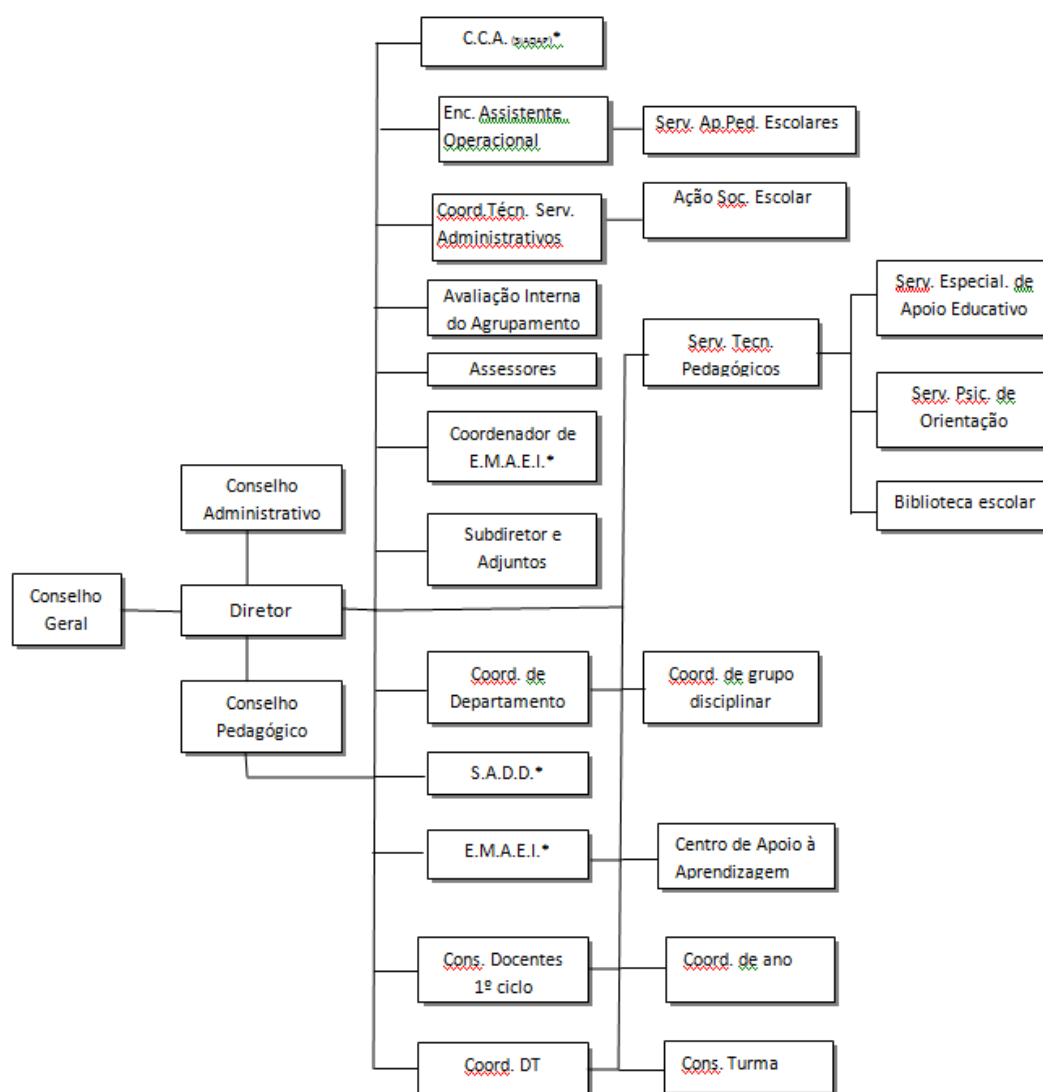 C.C.A. (SIADAP)*
Enc. Assistente.
Operacional
Serv. Ap.Ped. Escolares
Coord.Técn. Serv.
Administrativos
Ação Soc. Escolar
Avaliação Interna
do Agrupamento
Serv. Tecn.
Pedagógicos
Serv. Especial. de
Apoio Educativo
Assessores
Serv. Psic. de
Orientação
Coordenador de
E.M.A.E.I.*
Biblioteca escolar
Conselho
Administrativo
Subdiretor e
Adjuntos
Conselho
Geral
Diretor
Conselho
Pedagógico
Coord. de
Departamento
Coord. de grupo
disciplinar
S.A.D.D.*
E.M.A.E.I.*
Centro de Apoio à
Aprendizagem
Cons. Docentes
1º ciclo
Coord. de ano
Coord. DT
Cons. Turma